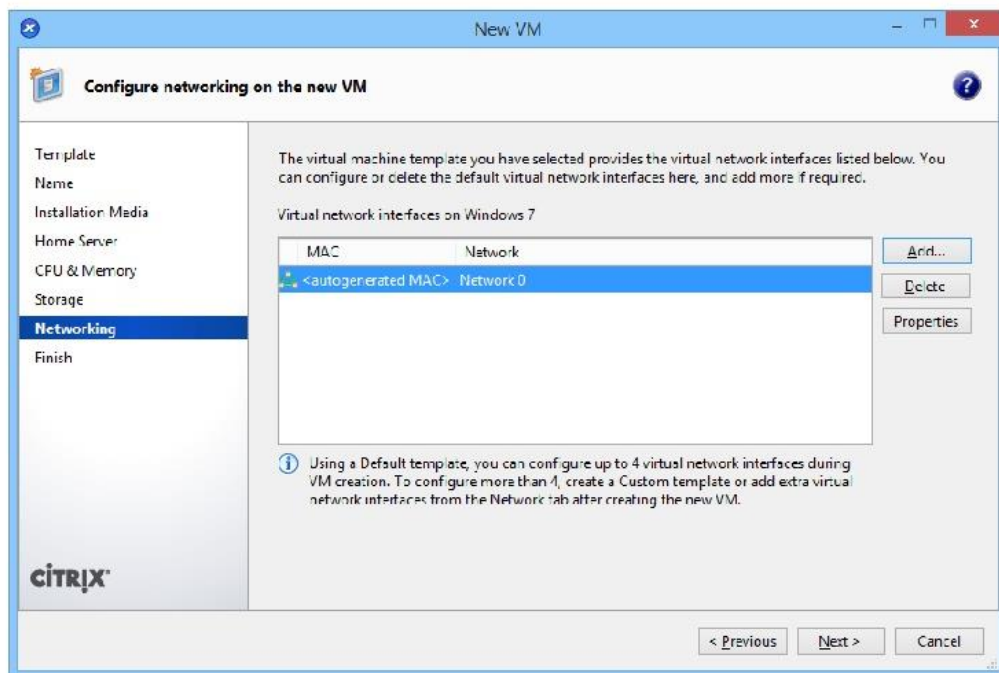 New VM
Configure networking on the new VM
Template
Name
Installation Media
Home Server
CPU & Memory
Storage
Networking
Finish
The virtual machine template you have selected provides the virtual network interfaces listed below. You
can configure or delete the default virtual network interfaces here, and add more if required.
Virtual network interfaces on Windows 7
MAC Network
<autogenerated MAC> Network 0
Add...
Delete
Properties
Using a Default template, you can configure up to 4 virtual network interfaces during
VM creation. To configure more than 4, create a Custom template or add extra virtual
network interfaces from the Network tab after creating the new VM.
CITRIX
< Previous Next > Cancel